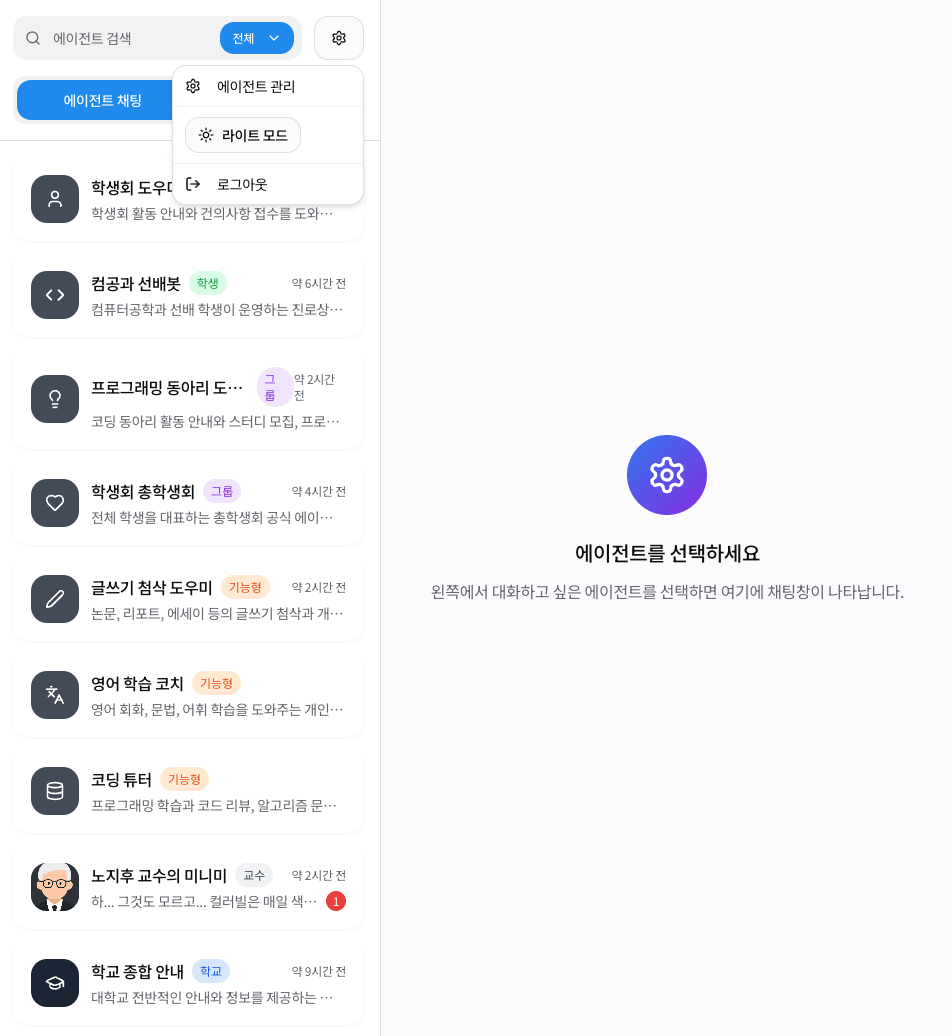 에이전트 검색
전체
에이전트 관리
에이전트 채팅
라이트 모드
로그아웃
학생회 도우
학생회 활동 안내와 건의사항 접수를 도와…
컴공과 선배봇
학생
약 6시간 전
컴퓨터공학과 선배 학생이 운영하는 진로상…
프로그래밍 동아리 도…
그
룹
약 2시간
전
코딩 동아리 활동 안내와 스터디 모집, 프로…
학생회 총학생회
그룹
약 4시간 전
전체 학생을 대표하는 총학생회 공식 에이…
글쓰기 첨삭 도우미
기능형
약 2시간 전
논문, 리포트, 에세이 등의 글쓰기 첨삭과 개…
영어 학습 코치
기능형
영어 회화, 문법, 어휘 학습을 도와주는 개인…
코딩 튜터
기능형
프로그래밍 학습과 코드 리뷰, 알고리즘 문…
노지후 교수의 미니미
교수
약 2시간 전
하... 그것도 모르고... 컬러빌은 매일 색…
1
학교 종합 안내
학교
약 9시간 전
대학교 전반적인 안내와 정보를 제공하는 …
에이전트를 선택하세요
왼쪽에서 대화하고 싶은 에이전트를 선택하면 여기에 채팅창이 나타납니다.